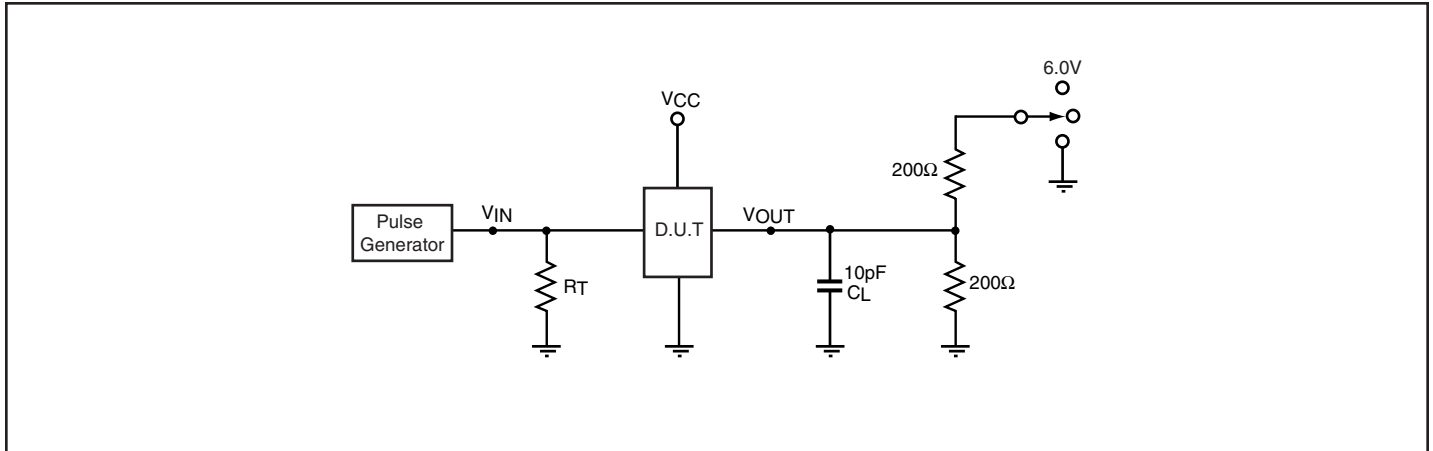 6.0V
VCC
200Ω
Pulse
Generator
VIN
D.U.T
VOUT
RT
10pF
CL
200Ω